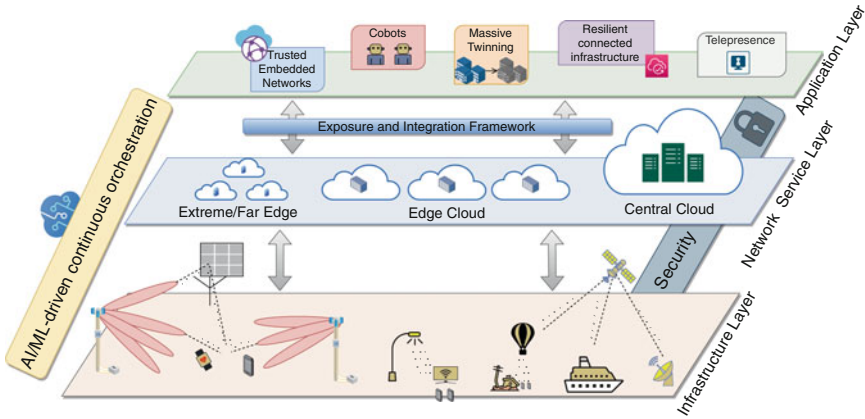 Trusted
Embedded
Networks
Cobots
Massive
Twinning
Resilient
connected
infrastructure
Telepresence
Application Layer
Exposure and Integration Framework
AI/ML-driven continuous orchestration
Extreme/Far Edge
Edge Cloud
Central Cloud
Network Service Layer
Security
Infrastructure Layer